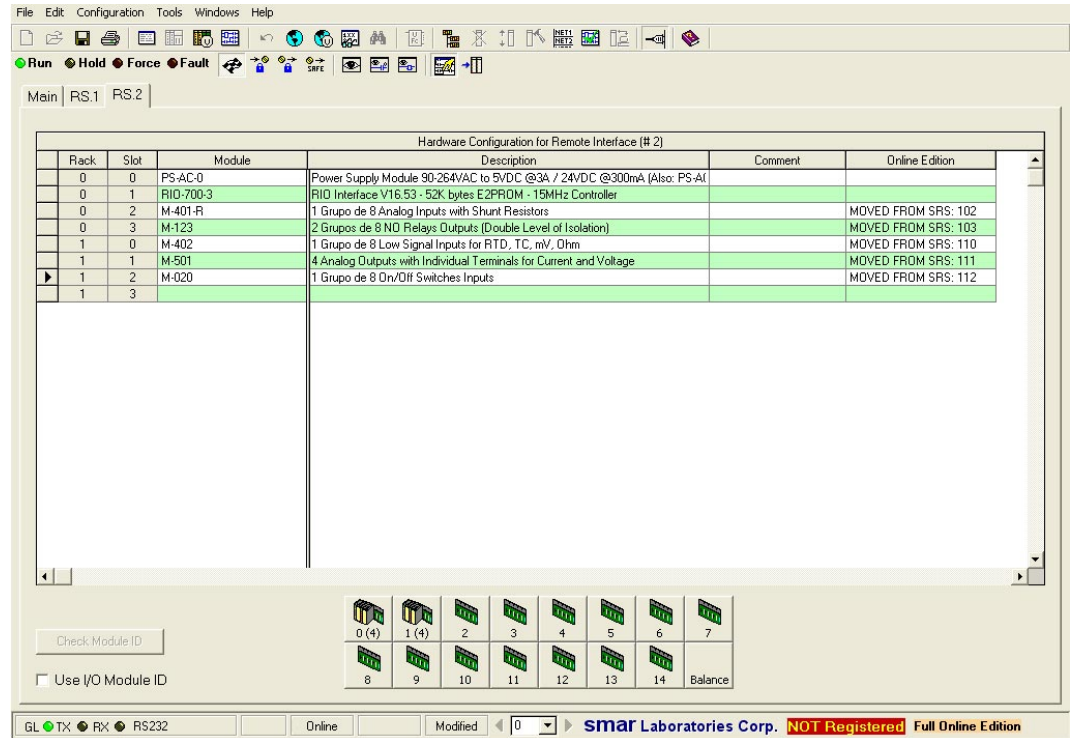 File Edit Configuration Tools Windows Help
NET1
NET2
Run Hold Force Fault SAFE
Main RS.1 RS.2
Hardware Configuration for Remote Interface (# 2)
Rack Slot Module Description Comment Online Edition
0 0 PS-AC-0 Power Supply Module 90-264VAC to 5VDC @3A / 24VDC @300mA (Also: PS-A(
0 1 RIO-700-3 RIO Interface V16.53 - 52K bytes E2PROM - 15MHz Controller
0 2 M-401-R 1 Grupo de 8 Analog Inputs with Shunt Resistors MOVED FROM SRS: 102
0 3 M-123 2 Grupos de 8 NO Relays Outputs (Double Level of Isolation) MOVED FROM SRS: 103
1 0 M-402 1 Grupo de 8 Low Signal Inputs for RTD, TC, mV, Ohm MOVED FROM SRS: 110
1 1 M-501 4 Analog Outputs with Individual Terminals for Current and Voltage MOVED FROM SRS: 111
1 2 M-020 1 Grupo de 8 On/Off Switches Inputs MOVED FROM SRS: 112
1 3
0 (4) 1 (4) 2 3 4 5 6 7
Check Module ID
8 9 10 11 12 13 14 Balance
Use I/O Module ID
GL TX RX RS232 Online Modified 0 smar Laboratories Corp. NOT Registered Full Online Edition